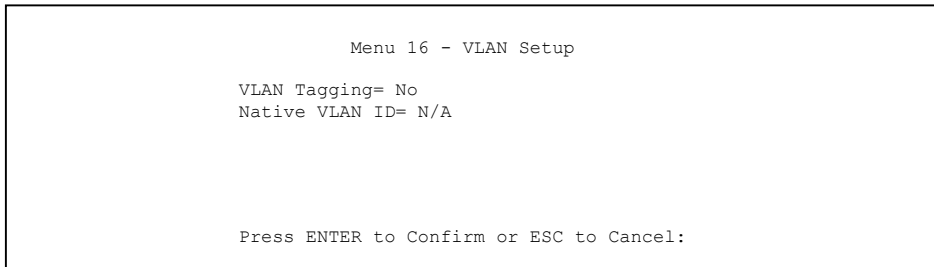 Menu 16 - VLAN Setup
VLAN Tagging= No
Native VLAN ID= N/A
Press ENTER to Confirm or ESC to Cancel: